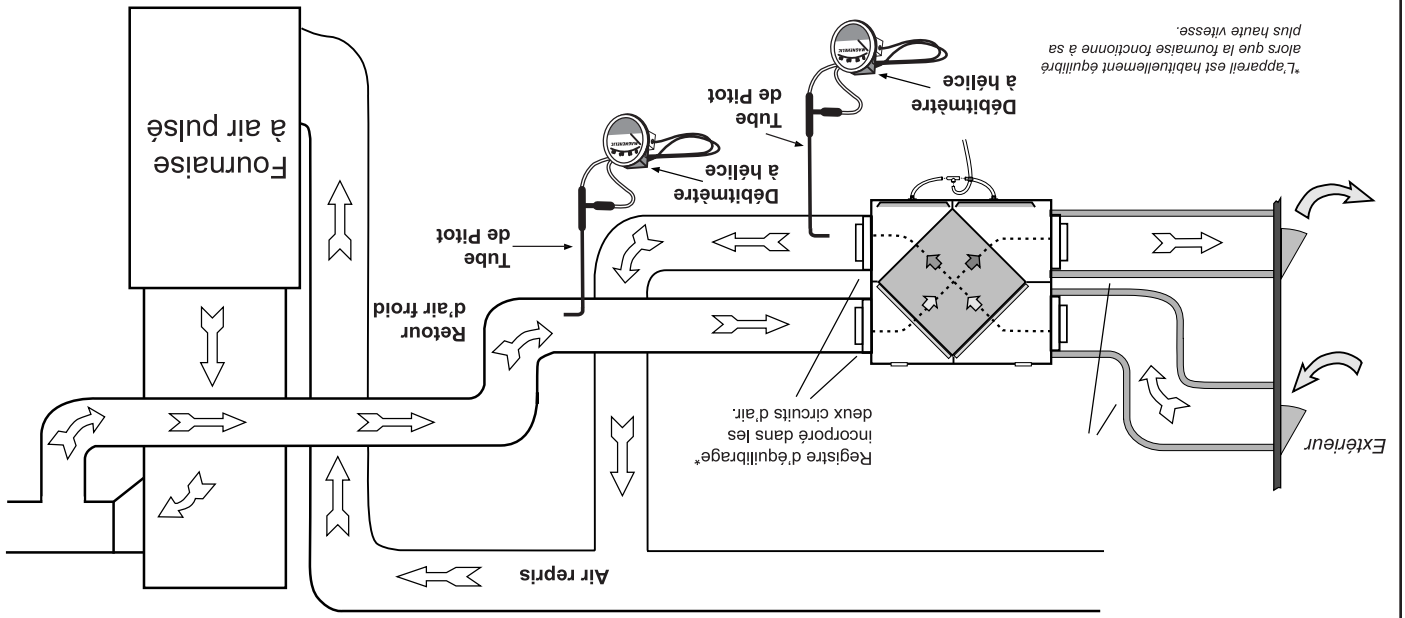 Air repris
Extérieur
Registre d'équilibrage*
incorporé dans les
deux circuits d'air.
Retour
d'air froid
Tube
de Pitot
Débitmètre
à hélice
MAGNEHELIC
Fournaise
à air pulsé
Tube
de Pitot
Débitmètre
à hélice
MAGNEHELIC
*L'appareil est habituellement équilibré
alors que la fournaise fonctionne à sa
plus haute vitesse.